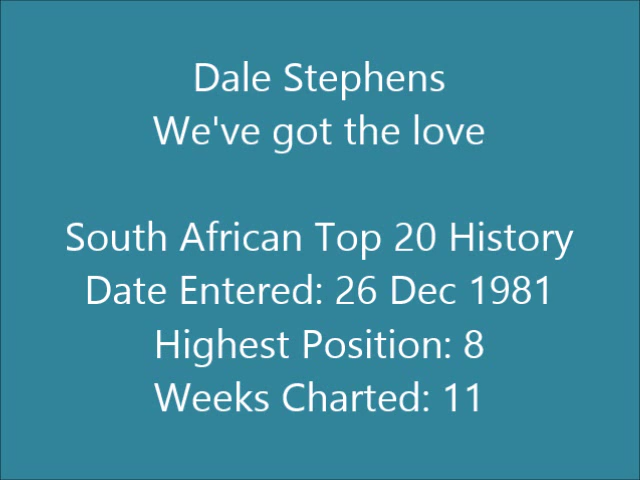 Dale Stephens
We've got the love
South African Top 20 History
Date Entered: 26 Dec 1981
Highest Position: 8
Weeks Charted: 11